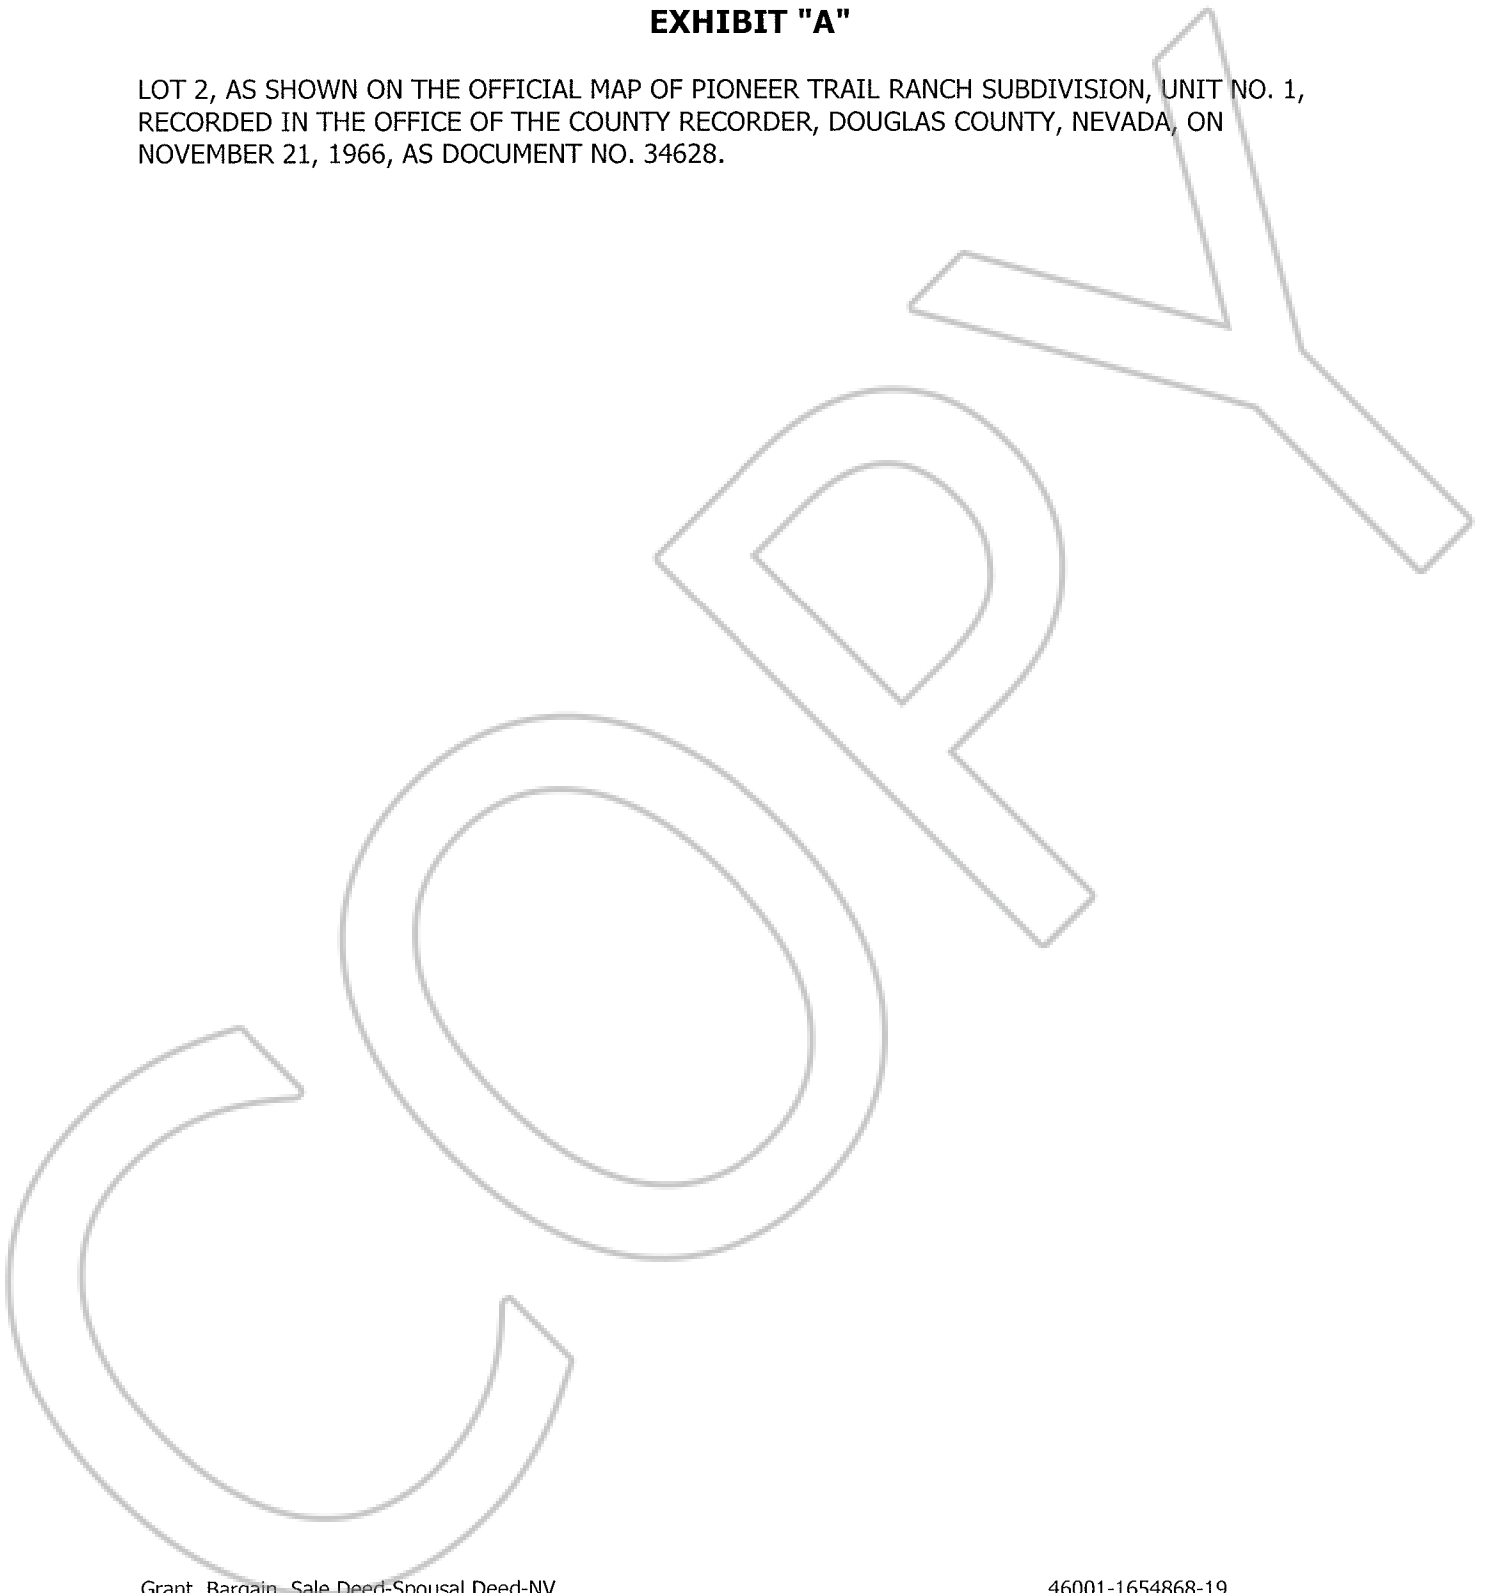 EXHIBIT "A"
LOT 2, AS SHOWN ON THE OFFICIAL MAP OF PIONEER TRAIL RANCH SUBDIVISION, UNIT NO. 1,
RECORDED IN THE OFFICE OF THE COUNTY RECORDER, DOUGLAS COUNTY, NEVADA, ON
NOVEMBER 21, 1966, AS DOCUMENT NO. 34628.
COPY
Grant, Bargain, Sale Deed-Spousal Deed-NV
46001-1654868-19